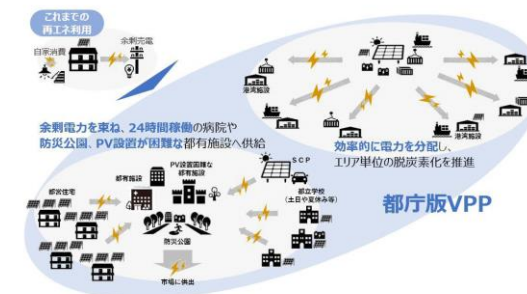 これまでの
再エネ利用
自家消費
余剰売電
余剰電力を束ね、24時間稼働の病院や
防災公園、PV設置が困難な都有施設へ供給
港湾施設
港湾施設
効率的に電力を分配し、
エリア単位の脱炭素化を推進
都庁版VPP
PV設置困難な
都有施設
都有施設
SCP
都営住宅
都立学校
(土日や夏休み等)
防災公園
市場に供出